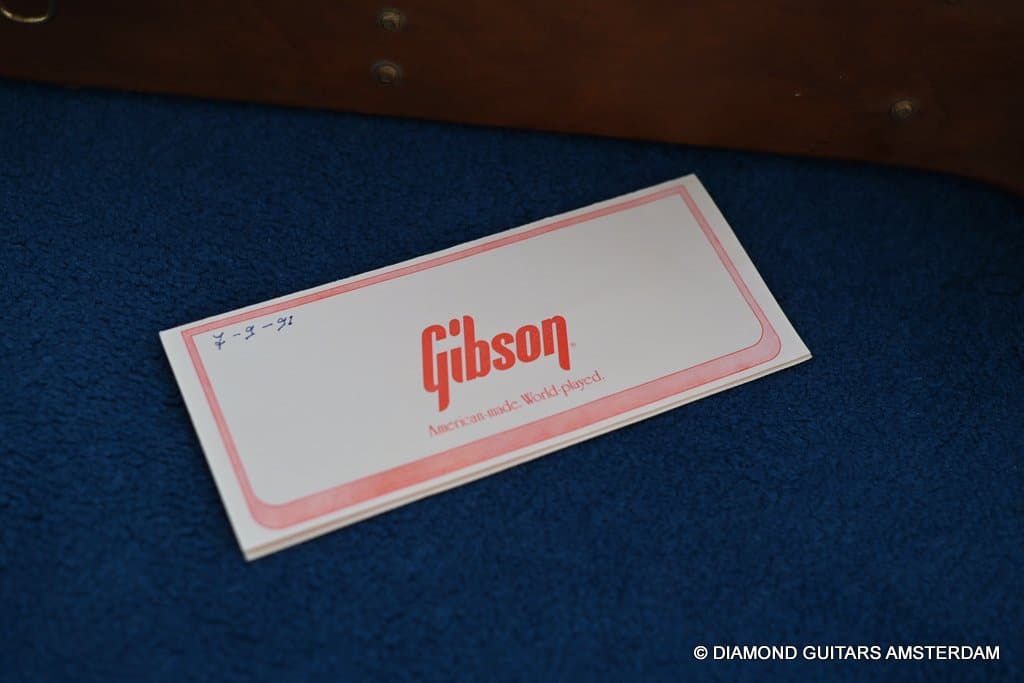 7-9-91
Gibson®
American-made. World-played.
© DIAMOND GUITARS AMSTERDAM